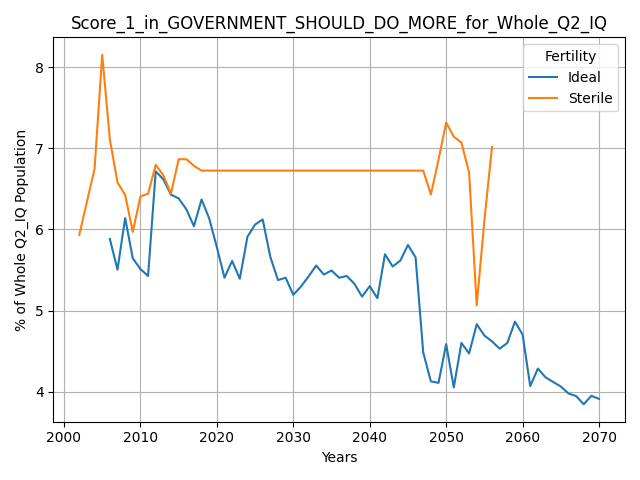 Score_1_in_GOVERNMENT_SHOULD_DO_MORE_for_Whole_Q2_IQ
Fertility
Ideal
Sterile
% of Whole Q2_IQ Population
8
7
6
5
4
2000 2010 2020 2030 2040 2050 2060 2070
Years